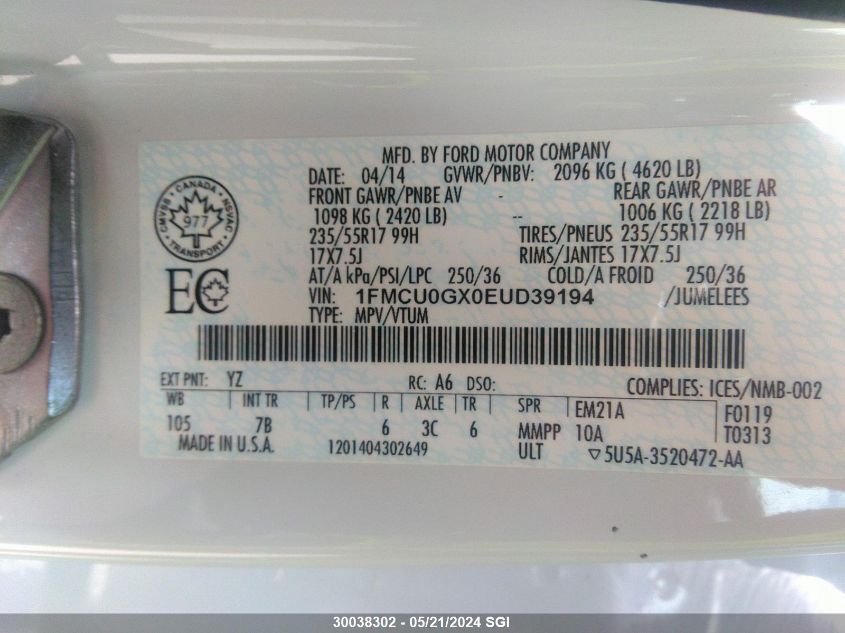 MFD. BY FORD MOTOR COMPANY
DATE: 04/14 GVWR/PNBV: 2096 KG ( 4620 LB)
FRONT GAWR/PNBE AV - REAR GAWR/PNBE AR
1098 KG ( 2420 LB) -- 1006 KG ( 2218 LB)
235/55R17 99H TIRES/PNEUS 235/55R17 99H
17X7.5J RIMS/JANTES 17X7.5J
AT/A kPa/PSI/LPC 250/36 COLD/A FROID 250/36
VIN: 1FMCU0GX0EUD39194 /JUMELEES
TYPE: MPV/VTUM
CANADA
CMVSS NSVAC
977
TRANSPORT
EC
EXT PNT: YZ RC: A6 DSO: COMPLIES: ICES/NMB-002
WB INT TR TP/PS R AXLE TR SPR EM21A F0119
105 7B 6 3C 6 MMPP 10A T0313
MADE IN U.S.A. 1201404302649 ULT ▽5U5A-3520472-AA
30038302 - 05/21/2024 SGI